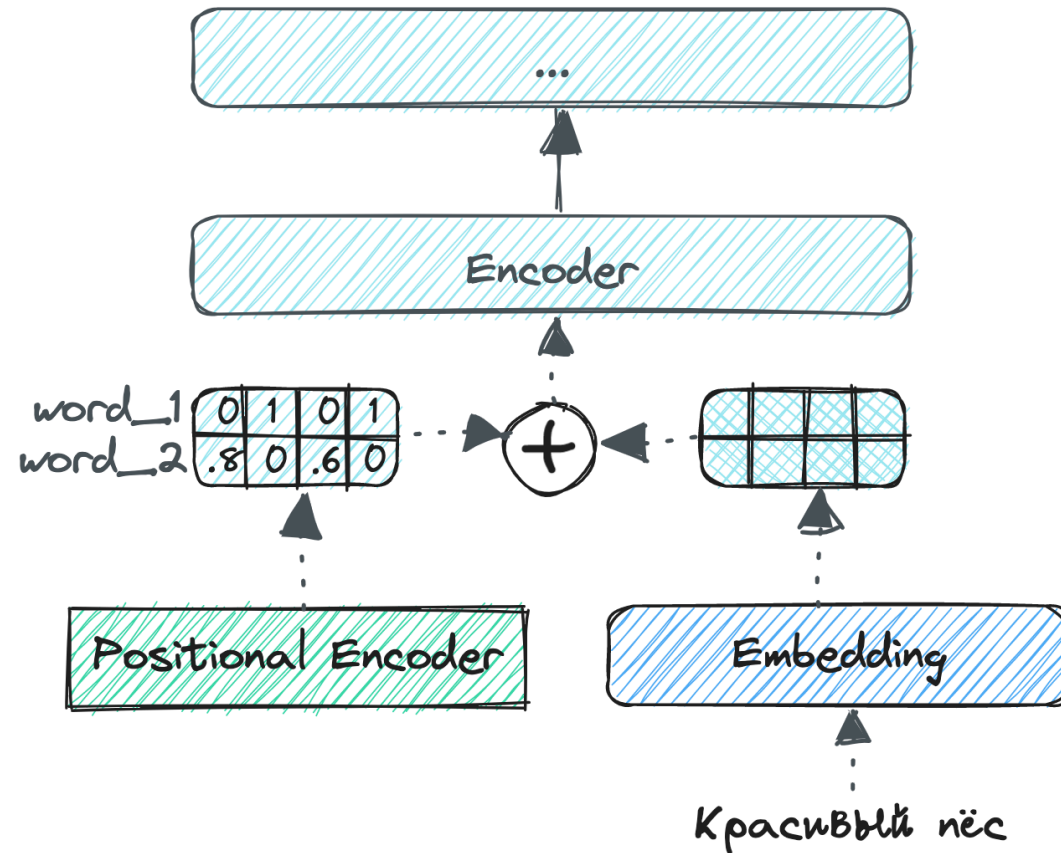 ...
Encoder
word_1 0 1 0 1
word_2 .8 0 .6 0
+
Positional Encoder
Embedding
Красивый пёс